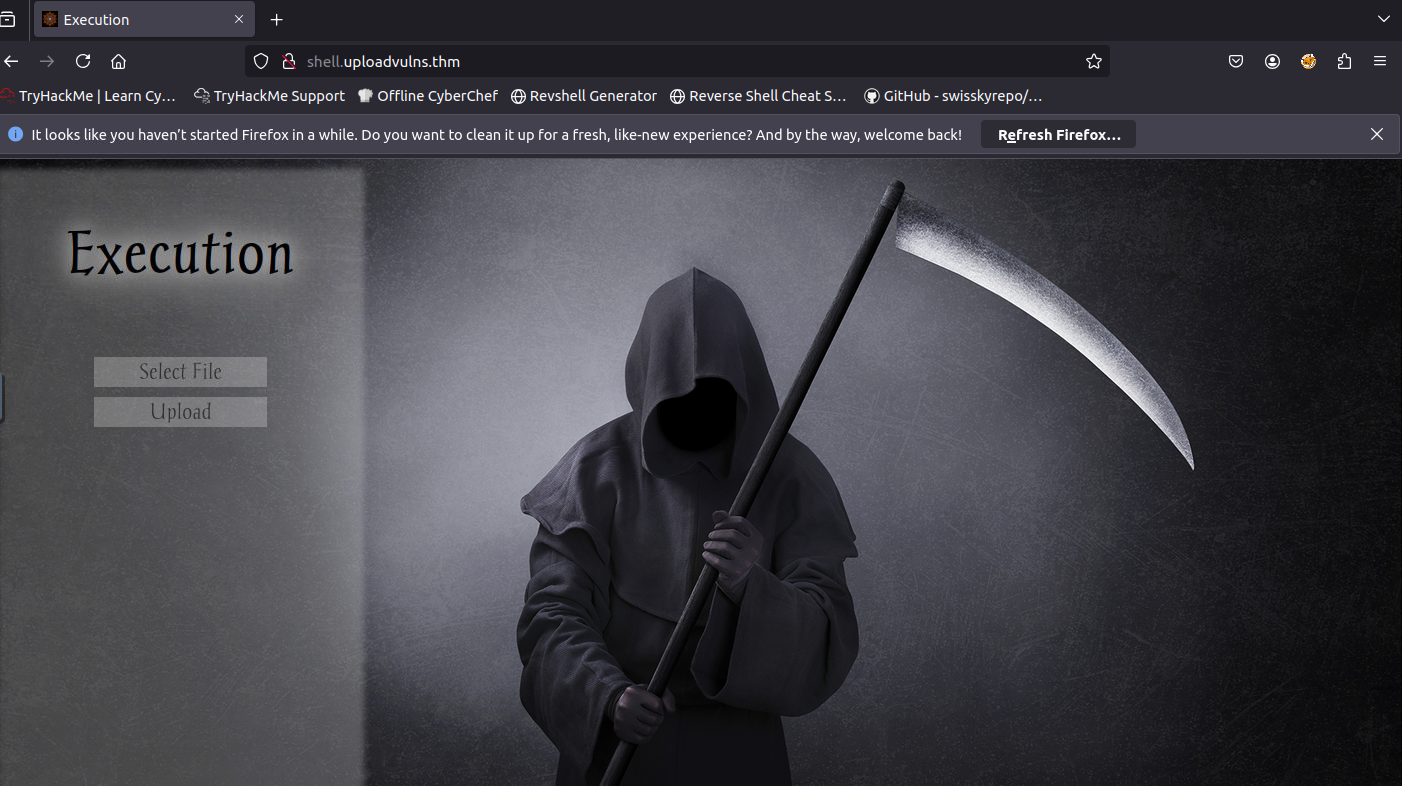 Execution
shell.uploadvulns.thm
TryHackMe | Learn Cy… TryHackMe Support Offline CyberChef Revshell Generator Reverse Shell Cheat S… GitHub - swisskyrepo/…
It looks like you haven’t started Firefox in a while. Do you want to clean it up for a fresh, like-new experience? And by the way, welcome back! Refresh Firefox…
Execution
Select File
Upload